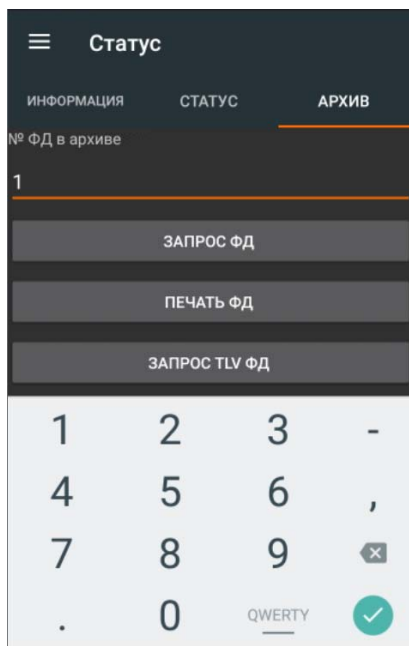 Статус
ИНФОРМАЦИЯ СТАТУС АРХИВ
№ ФД в архиве
1
ЗАПРОС ФД
ПЕЧАТЬ ФД
ЗАПРОС TLV ФД
1 2 3 -
4 5 6 ,
7 8 9
. 0 QWERTY